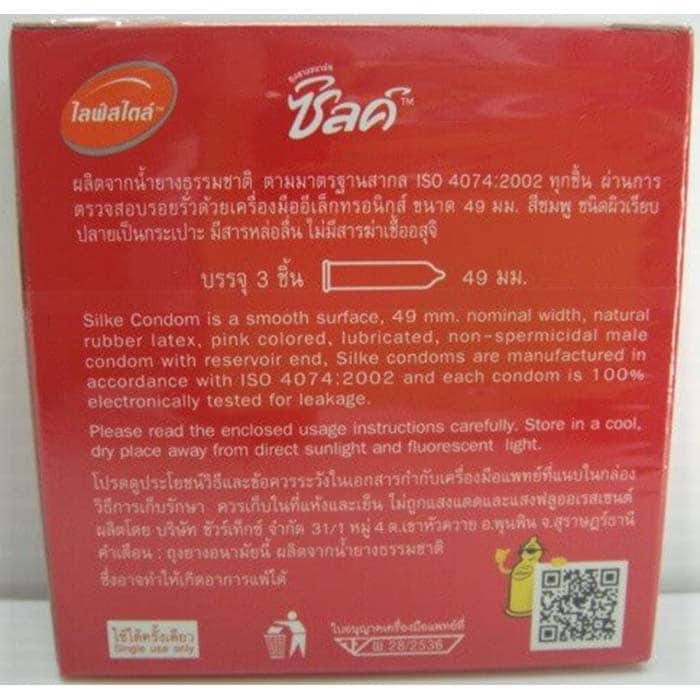 ไลฟ์สไตล์™
ถุงยางอนามัย
ซิลค์™
ผลิตจากน้ำยางธรรมชาติ ตามมาตรฐานสากล ISO 4074:2002 ทุกชิ้น ผ่านการ
ตรวจสอบรอยรั่วด้วยเครื่องมืออีเล็กทรอนิกส์ ขนาด 49 มม. สีชมพู ชนิดผิวเรียบ
ปลายเป็นกระเปาะ มีสารหล่อลื่น ไม่มีสารฆ่าเชื้ออสุจิ
บรรจุ 3 ชิ้น 49 มม.
Silke Condom is a smooth surface, 49 mm. nominal width, natural
rubber latex, pink colored, lubricated, non-spermicidal male
condom with reservoir end, Silke condoms are manufactured in
accordance with ISO 4074:2002 and each condom is 100%
electronically tested for leakage.
Please read the enclosed usage instructions carefully. Store in a cool,
dry place away from direct sunlight and fluorescent light.
โปรดดูประโยชน์วิธีและข้อควรระวังในเอกสารกำกับเครื่องมือแพทย์ที่แนบในกล่อง
วิธีการเก็บรักษา ควรเก็บในที่แห้งและเย็น ไม่ถูกแสงแดดและแสงฟลูออเรสเซนต์
ผลิตโดย บริษัท ชัวร์เท็กซ์ จำกัด 31/1 หมู่ 4 ต.เขาหัวควาย อ.พุนพิน จ.สุราษฎร์ธานี
คำเตือน : ถุงยางอนามัยนี้ ผลิตจากน้ำยางธรรมชาติ
ซึ่งอาจทำให้เกิดอาการแพ้ได้
ใช้ได้ครั้งเดียว
Single use only
ใบอนุญาตเครื่องมือแพทย์ที่
ผ 28/2536